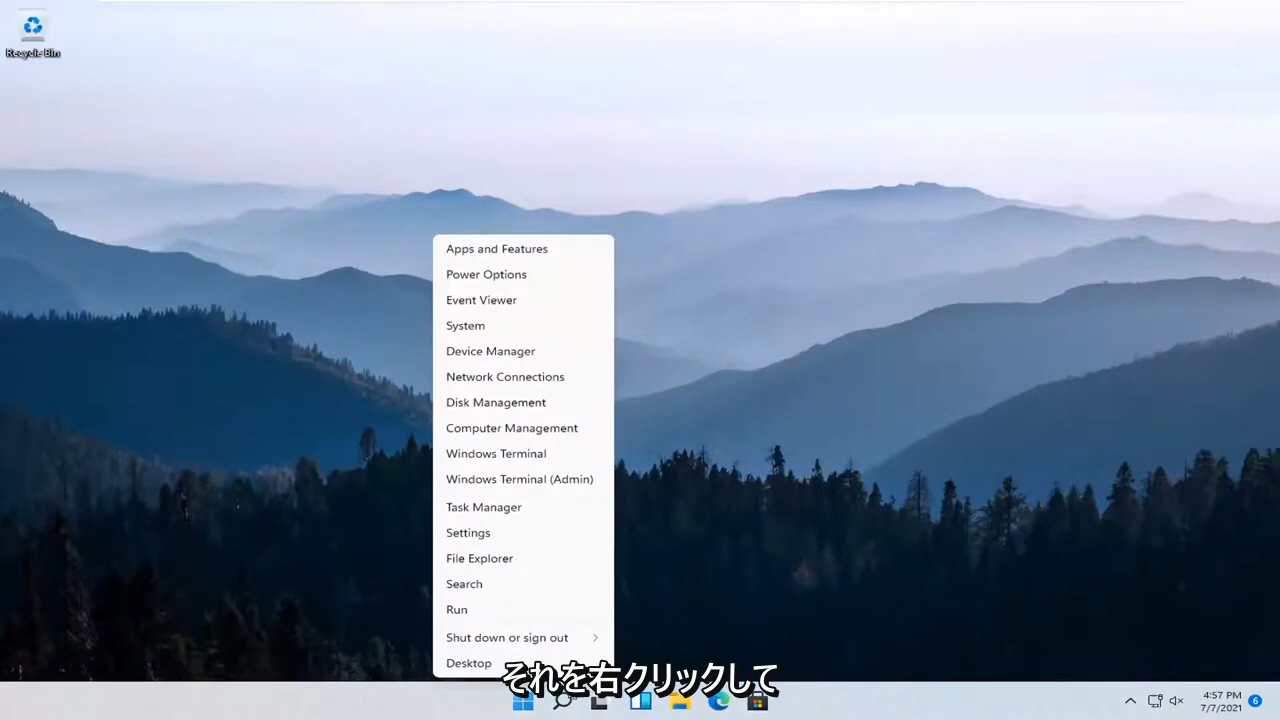 Recycle Bin
Apps and Features
Power Options
Event Viewer
System
Device Manager
Network Connections
Disk Management
Computer Management
Windows Terminal
Windows Terminal (Admin)
Task Manager
Settings
File Explorer
Search
Run
Shut down or sign out
Desktop
それを右クリックして
4:57 PM
7/7/2021
6